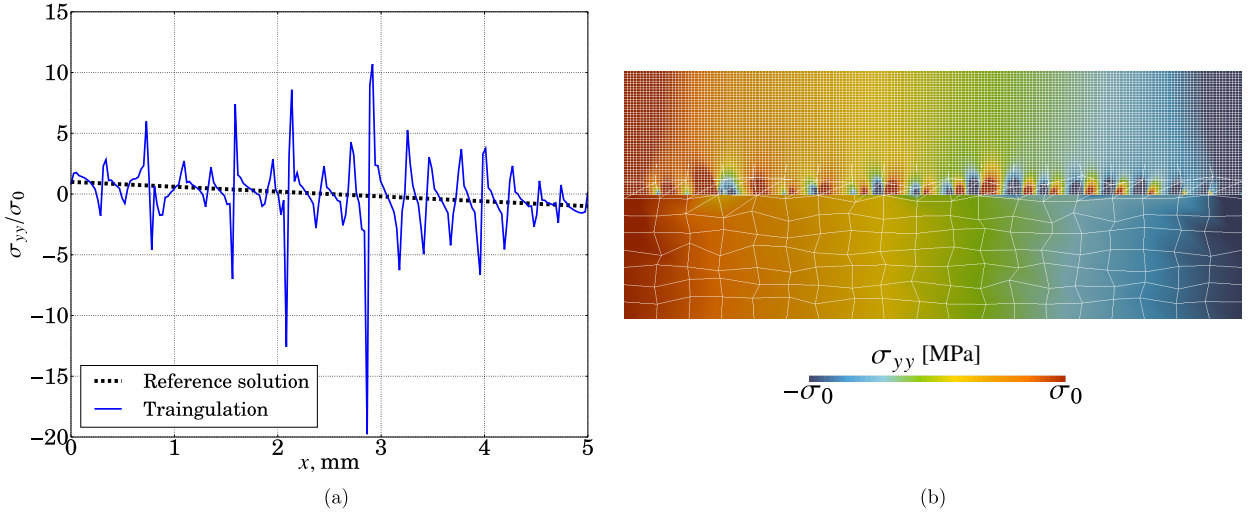 15
10
5
0
−5
−10
−15
−20
σyy/σ0
Reference solution
Traingulation
0 1 2 3 4 5
x, mm
(a)
σyy [MPa]
−σ0 σ0
(b)